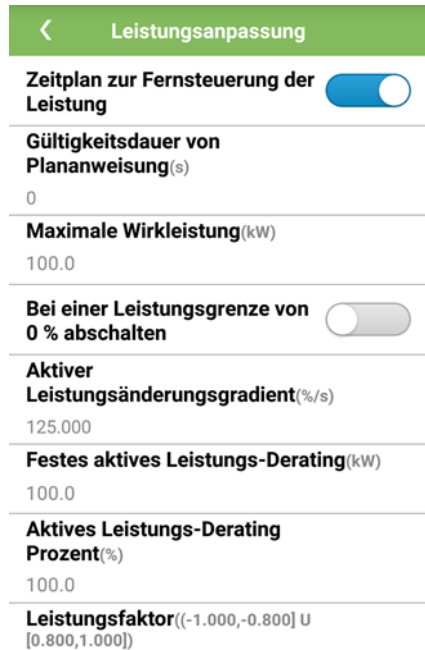 Leistungsanpassung
Zeitplan zur Fernsteuerung der
Leistung
Gültigkeitsdauer von
Plananweisung(s)
0
Maximale Wirkleistung(kW)
100.0
Bei einer Leistungsgrenze von
0 % abschalten
Aktiver
Leistungsänderungsgradient(%/s)
125.000
Festes aktives Leistungs-Derating(kW)
100.0
Aktives Leistungs-Derating
Prozent(%)
100.0
Leistungsfaktor((-1.000,-0.800] U
[0.800,1.000])